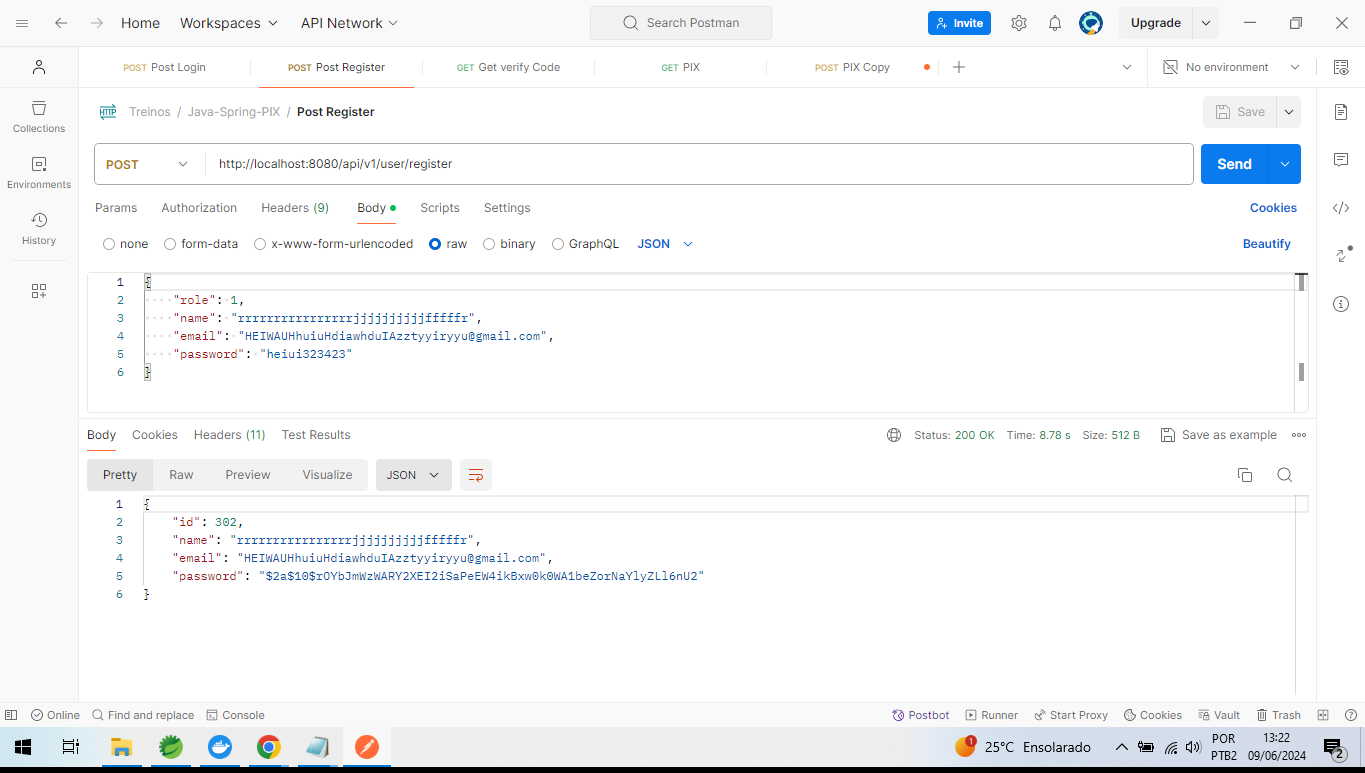 Home Workspaces API Network Search Postman Invite Upgrade
POST Post Login POST Post Register GET Get verify Code GET PIX POST PIX Copy No environment
HTTP Treinos / Java-Spring-PIX / Post Register Save
Collections
POST http://localhost:8080/api/v1/user/register Send
Environments
Params Authorization Headers (9) Body Scripts Settings Cookies
History
none form-data x-www-form-urlencoded raw binary GraphQL JSON Beautify
1 {
2 "role": 1,
3 "name": "rrrrrrrrrrrrrrrrjjjjjjjjjjffffffr",
4 "email": "HEIWAUHhuiuHdiawhduIAzztyyiryyu@gmail.com",
5 "password": "heiui323423"
6 }
Body Cookies Headers (11) Test Results Status: 200 OK Time: 8.78 s Size: 512 B Save as example
Pretty Raw Preview Visualize JSON
1 {
2 "id": 302,
3 "name": "rrrrrrrrrrrrrrrrjjjjjjjjjjffffffr",
4 "email": "HEIWAUHhuiuHdiawhduIAzztyyiryyu@gmail.com",
5 "password": "$2a$10$rOYbJmWzWARY2XEI2iSaPeEW4ikBxw0k0WA1beZorNaYlyZLl6nU2"
6 }
Online Find and replace Console Postbot Runner Start Proxy Cookies Vault Trash
1 25°C Ensolarado POR 13:22
PTB2 09/06/2024 2